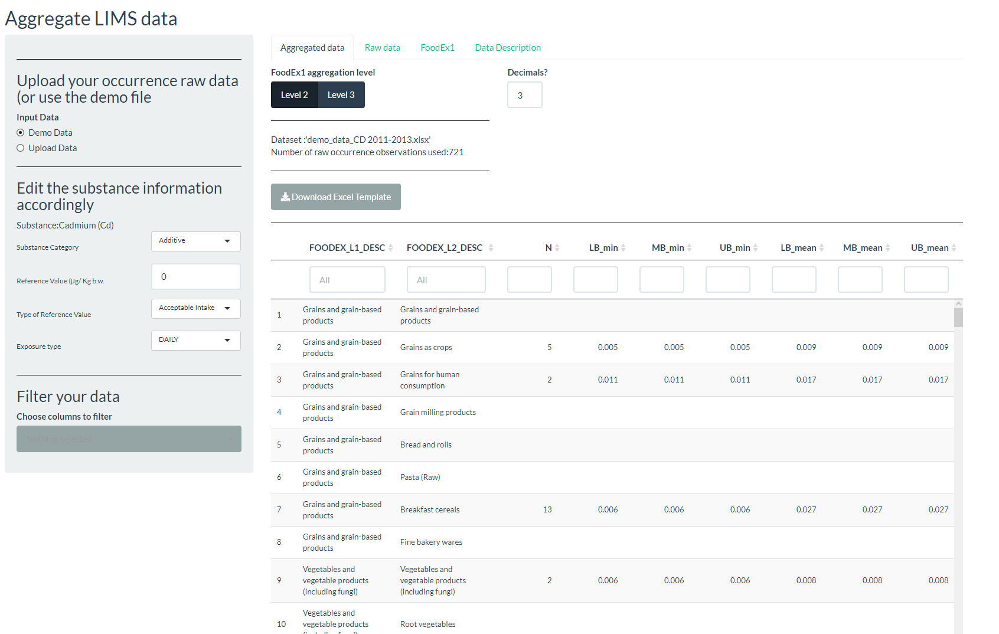 Aggregate LIMS data
Upload your occurrence raw data
(or use the demo file
Input Data
Demo Data
Upload Data
Edit the substance information
accordingly
Substance:Cadmium (Cd)
Substance Category
Additive
Reference Value (µg/ Kg b.w.
0
Type of Reference Value
Acceptable Intake
Exposure type
DAILY
Filter your data
Choose columns to filter
Nothing selected
Aggregated data Raw data FoodEx1 Data Description
FoodEx1 aggregation level
Level 2 Level 3
Decimals?
3
Dataset :'demo_data_CD 2011-2013.xlsx'
Number of raw occurrence observations used:721
Download Excel Template
FOODEX_L1_DESC FOODEX_L2_DESC N LB_min MB_min UB_min LB_mean MB_mean UB_mean
All All
1 Grains and grain-based products Grains and grain-based products
2 Grains and grain-based products Grains as crops 5 0.005 0.005 0.005 0.009 0.009 0.009
3 Grains and grain-based products Grains for human consumption 2 0.011 0.011 0.011 0.017 0.017 0.017
4 Grains and grain-based products Grain milling products
5 Grains and grain-based products Bread and rolls
6 Grains and grain-based products Pasta (Raw)
7 Grains and grain-based products Breakfast cereals 13 0.006 0.006 0.006 0.027 0.027 0.027
8 Grains and grain-based products Fine bakery wares
9 Vegetables and vegetable products (including fungi) Vegetables and vegetable products (including fungi) 2 0.006 0.006 0.006 0.008 0.008 0.008
10 Vegetables and vegetable products Root vegetables